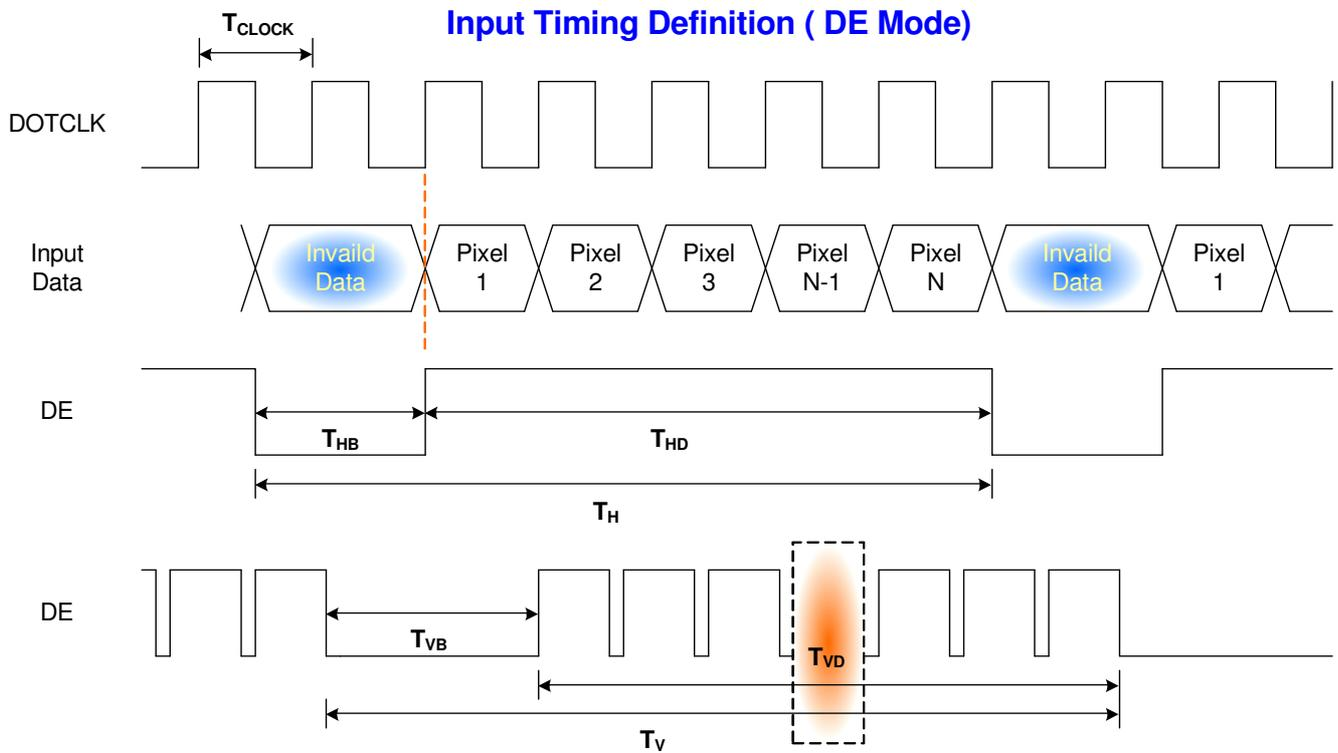 Input Timing Definition ( DE Mode)
TCLOCK
DOTCLK
Input
Data
Invaild
Data
Pixel
1
Pixel
2
Pixel
3
Pixel
N-1
Pixel
N
Invaild
Data
Pixel
1
DE
THB
THD
TH
DE
TVB
TVD
TV